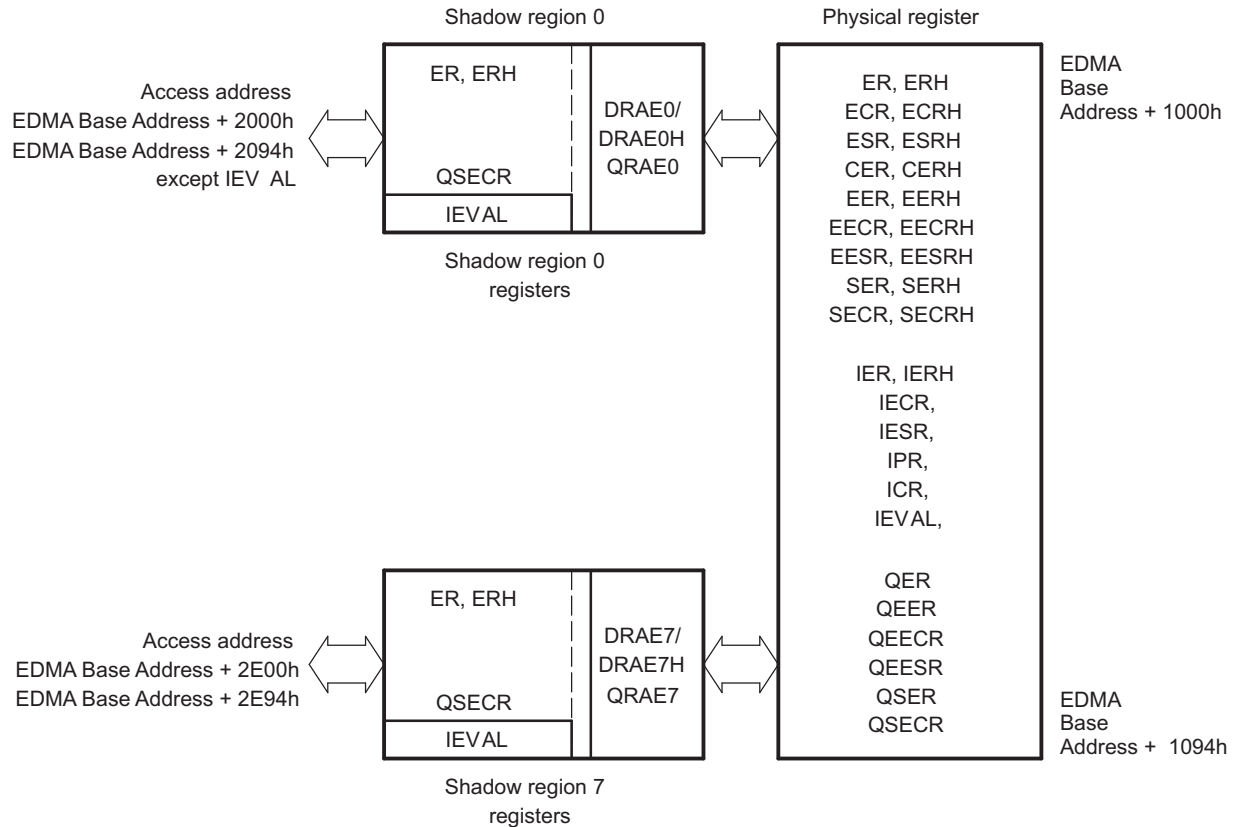 Shadow region 0
Physical register
Access address
EDMA Base Address + 2000h
EDMA Base Address + 2094h
except IEV AL
ER, ERH
QSECR
IEVAL
DRAE0/
DRAE0H
QRAE0
Shadow region 0
registers
ER, ERH
ECR, ECRH
ESR, ESRH
CER, CERH
EER, EERH
EECR, EECRH
EESR, EESRH
SER, SERH
SECR, SECRH
IER, IERH
IECR,
IESR,
IPR,
ICR,
IEVAL,
QER
QEER
QEECR
QEESR
QSER
QSECR
EDMA
Base
Address + 1000h
Access address
EDMA Base Address + 2E00h
EDMA Base Address + 2E94h
ER, ERH
QSECR
IEVAL
DRAE7/
DRAE7H
QRAE7
Shadow region 7
registers
EDMA
Base
Address + 1094h